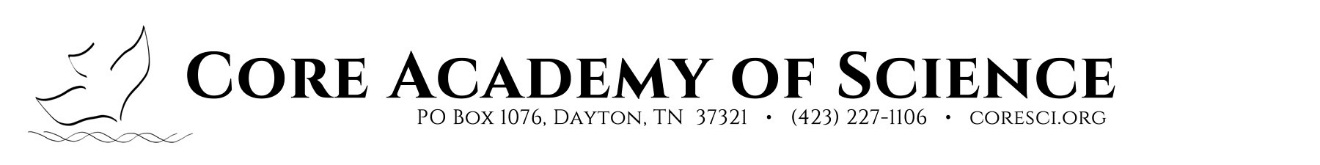 Core Academy of Science
PO Box 1076, Dayton, TN 37321 • (423) 227-1106 • coresci.org